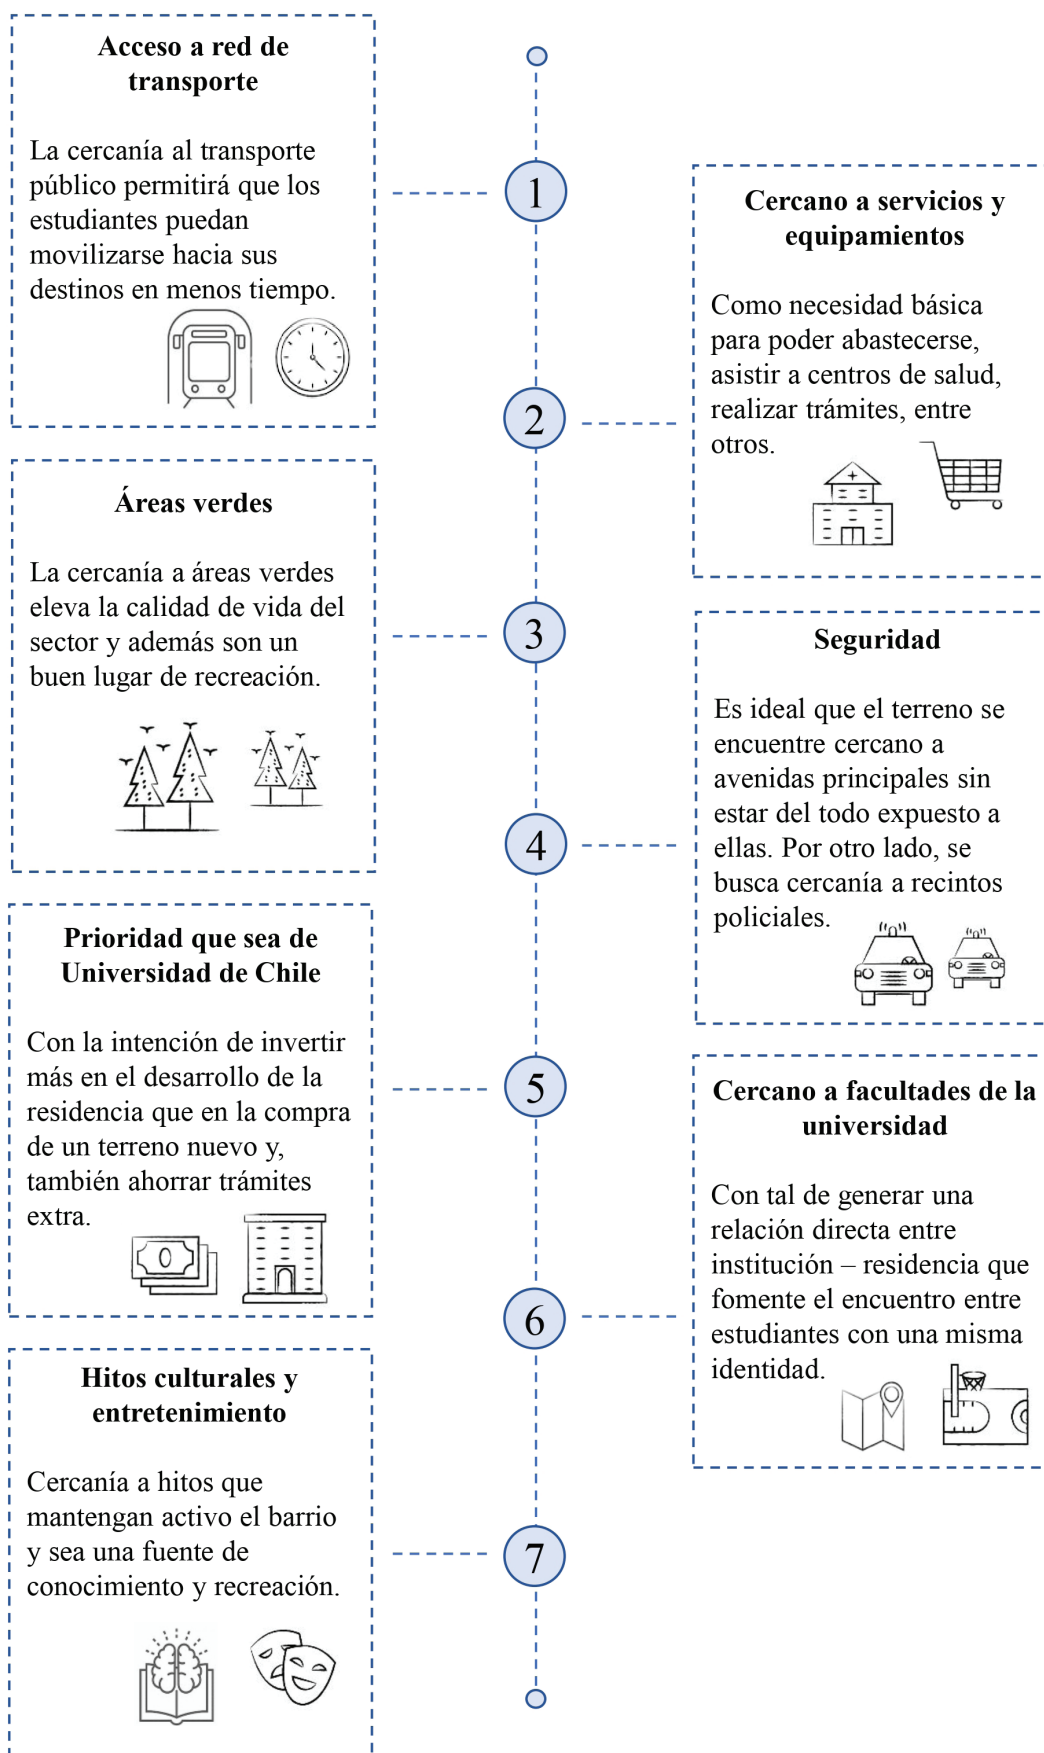 Acceso a red de
transporte
La cercanía al transporte
público permitirá que los
estudiantes puedan
movilizarse hacia sus
destinos en menos tiempo.
1
Cercano a servicios y
equipamientos
Como necesidad básica
para poder abastecerse,
asistir a centros de salud,
realizar trámites, entre
otros.
2
Áreas verdes
La cercanía a áreas verdes
eleva la calidad de vida del
sector y además son un
buen lugar de recreación.
3
Seguridad
Es ideal que el terreno se
encuentre cercano a
avenidas principales sin
estar del todo expuesto a
ellas. Por otro lado, se
busca cercanía a recintos
policiales.
4
Prioridad que sea de
Universidad de Chile
Con la intención de invertir
más en el desarrollo de la
residencia que en la compra
de un terreno nuevo y,
también ahorrar trámites
extra.
5
Cercano a facultades de la
universidad
Con tal de generar una
relación directa entre
institución – residencia que
fomente el encuentro entre
estudiantes con una misma
identidad.
6
Hitos culturales y
entretenimiento
Cercanía a hitos que
mantengan activo el barrio
y sea una fuente de
conocimiento y recreación.
7